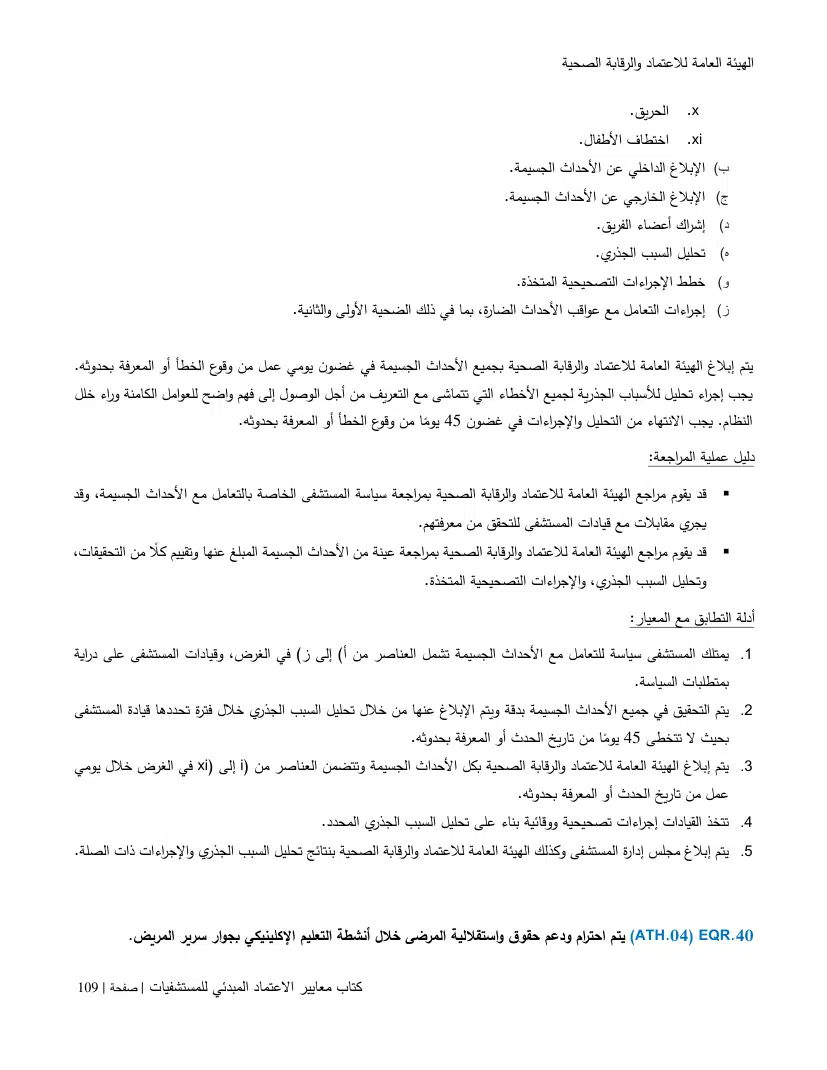 الهيئة العامة للاعتماد والرقابة الصحية
x. الحريق.
xi. اختطاف الأطفال.
ب) الإبلاغ الداخلي عن الأحداث الجسيمة.
ج) الإبلاغ الخارجي عن الأحداث الجسيمة.
د) إشراك أعضاء الفريق.
ه) تحليل السبب الجذري.
و) خطط الإجراءات التصحيحية المتخذة.
ز) إجراءات التعامل مع عواقب الأحداث الضارة، بما في ذلك الضحية الأولى والثانية.
يتم إبلاغ الهيئة العامة للاعتماد والرقابة الصحية بجميع الأحداث الجسيمة في غضون يومي عمل من وقوع الخطأ أو المعرفة بحدوثه.
يجب إجراء تحليل للأسباب الجذرية لجميع الأخطاء التي تتماشى مع التعريف من أجل الوصول إلى فهم واضح للعوامل الكامنة وراء خلل
النظام. يجب الانتهاء من التحليل والإجراءات في غضون 45 يومًا من وقوع الخطأ أو المعرفة بحدوثه.
دليل عملية المراجعة:
▪ قد يقوم مراجع الهيئة العامة للاعتماد والرقابة الصحية بمراجعة سياسة المستشفى الخاصة بالتعامل مع الأحداث الجسيمة، وقد
يجري مقابلات مع قيادات المستشفى للتحقق من معرفتهم.
▪ قد يقوم مراجع الهيئة العامة للاعتماد والرقابة الصحية بمراجعة عينة من الأحداث الجسيمة المبلغ عنها وتقييم كلًا من التحقيقات،
وتحليل السبب الجذري، والإجراءات التصحيحية المتخذة.
أدلة التطابق مع المعيار:
1. يمتلك المستشفى سياسة للتعامل مع الأحداث الجسيمة تشمل العناصر من أ) إلى ز) في الغرض، وقيادات المستشفى على دراية
بمتطلبات السياسة.
2. يتم التحقيق في جميع الأحداث الجسيمة بدقة ويتم الإبلاغ عنها من خلال تحليل السبب الجذري خلال فترة تحددها قيادة المستشفى
بحيث لا تتخطى 45 يومًا من تاريخ الحدث أو المعرفة بحدوثه.
3. يتم إبلاغ الهيئة العامة للاعتماد والرقابة الصحية بكل الأحداث الجسيمة وتتضمن العناصر من i) إلى xi) في الغرض خلال يومي
عمل من تاريخ الحدث أو المعرفة بحدوثه.
4. تتخذ القيادات إجراءات تصحيحية ووقائية بناء على تحليل السبب الجذري المحدد.
5. يتم إبلاغ مجلس إدارة المستشفى وكذلك الهيئة العامة للاعتماد والرقابة الصحية بنتائج تحليل السبب الجذري والإجراءات ذات الصلة.
EQR.40 (ATH.04) يتم احترام ودعم حقوق واستقلالية المرضى خلال أنشطة التعليم الإكلينيكي بجوار سرير المريض.
كتاب معايير الاعتماد المبدئي للمستشفيات | صفحة | 109